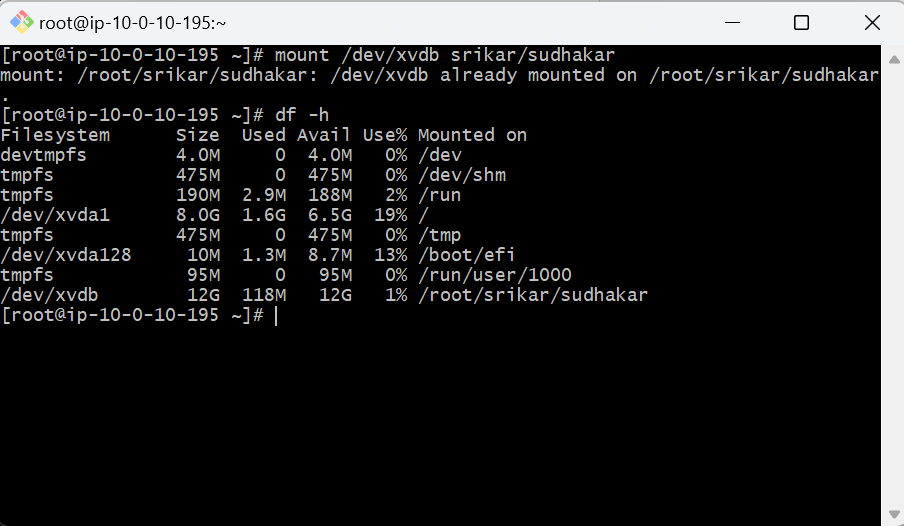 root@ip-10-0-10-195:~
[root@ip-10-0-10-195 ~]# mount /dev/xvdb srikar/sudhakar
mount: /root/srikar/sudhakar: /dev/xvdb already mounted on /root/srikar/sudhakar
.
[root@ip-10-0-10-195 ~]# df -h
Filesystem      Size  Used Avail Use% Mounted on
devtmpfs        4.0M     0  4.0M   0% /dev
tmpfs           475M     0  475M   0% /dev/shm
tmpfs           190M  2.9M  188M   2% /run
/dev/xvda1      8.0G  1.6G  6.5G  19% /
tmpfs           475M     0  475M   0% /tmp
/dev/xvda128     10M  1.3M  8.7M  13% /boot/efi
tmpfs            95M     0   95M   0% /run/user/1000
/dev/xvdb        12G  118M   12G   1% /root/srikar/sudhakar
[root@ip-10-0-10-195 ~]#